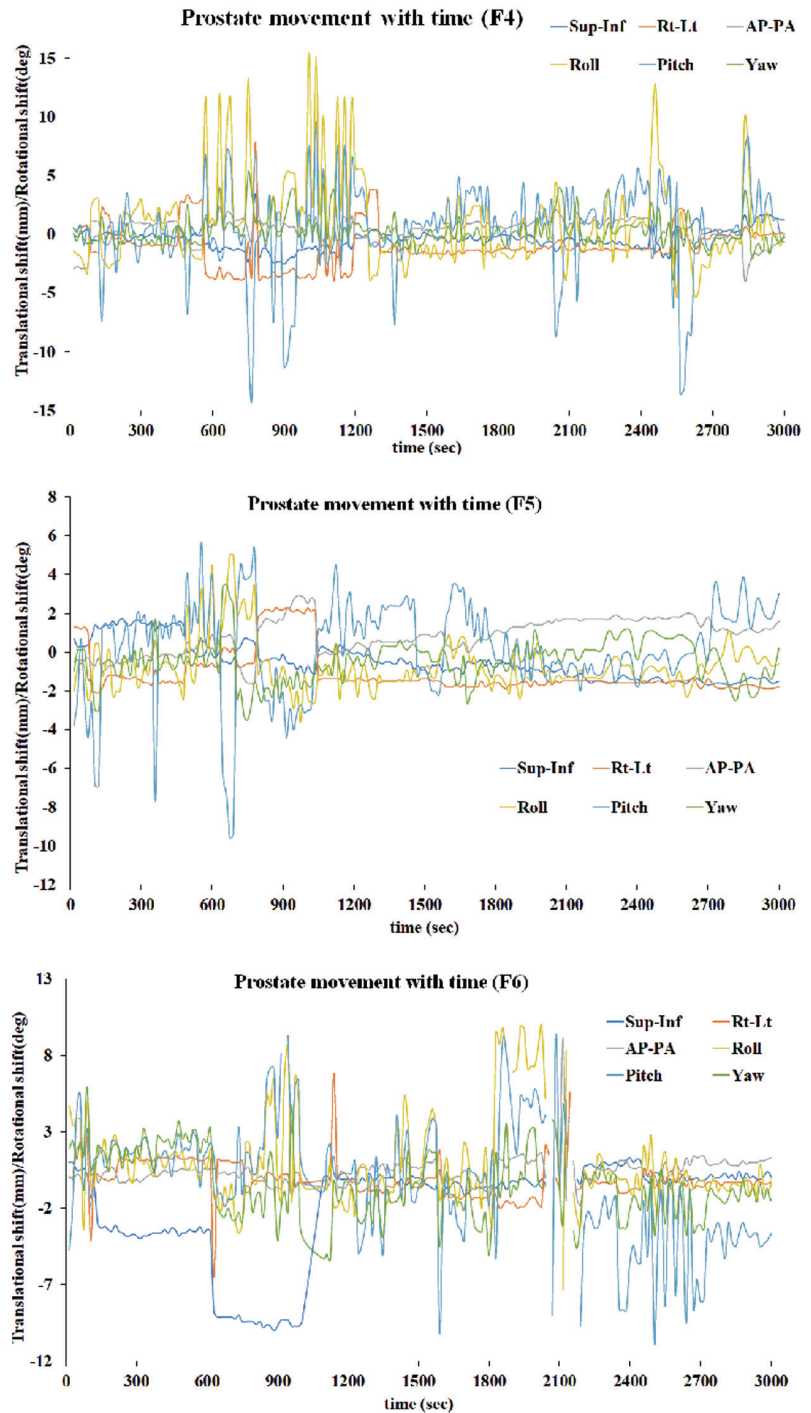 Prostate movement with time (F4)
Sup-Inf Rt-Lt AP-PA
Roll Pitch Yaw
Translational shift(mm)/Rotational shift(deg)
15
10
5
0
-5
-10
-15
0 300 600 900 1200 1500 1800 2100 2400 2700 3000
time (sec)
Prostate movement with time (F5)
Translational shift(mm)/Rotational shift(deg)
8
6
4
2
0
-2
-4
-6
-8
-10
-12
Sup-Inf Rt-Lt AP-PA
Roll Pitch Yaw
0 300 600 900 1200 1500 1800 2100 2400 2700 3000
time (sec)
Prostate movement with time (F6)
Sup-Inf Rt-Lt
AP-PA Roll
Pitch Yaw
Translational shift(mm)/Rotational shift(deg)
13
8
3
-2
-7
-12
0 300 600 900 1200 1500 1800 2100 2400 2700 3000
time (sec)